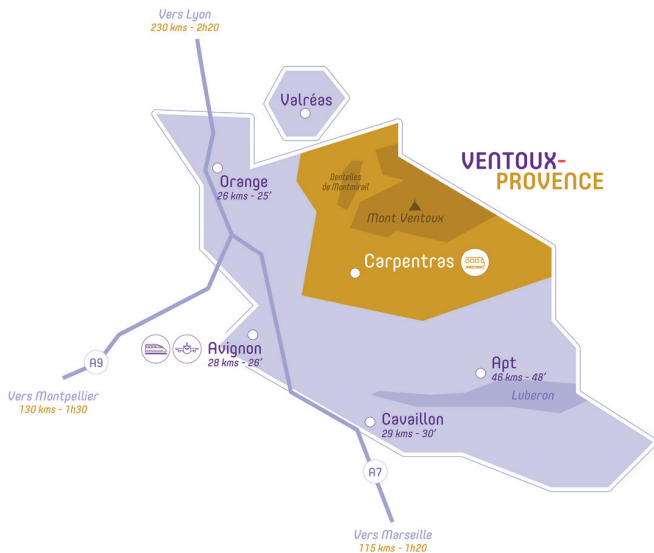 Vers Lyon
230 kms - 2h20
Valréas
VENTOUX-
PROVENCE
Orange
26 kms - 25'
Dentelles
de Montmirail
Mont Ventoux
Carpentras
Avignon
28 kms - 26'
A9
Vers Montpellier
130 kms - 1h30
Apt
46 kms - 48'
Luberon
Cavaillon
29 kms - 30'
A7
Vers Marseille
115 kms - 1h20